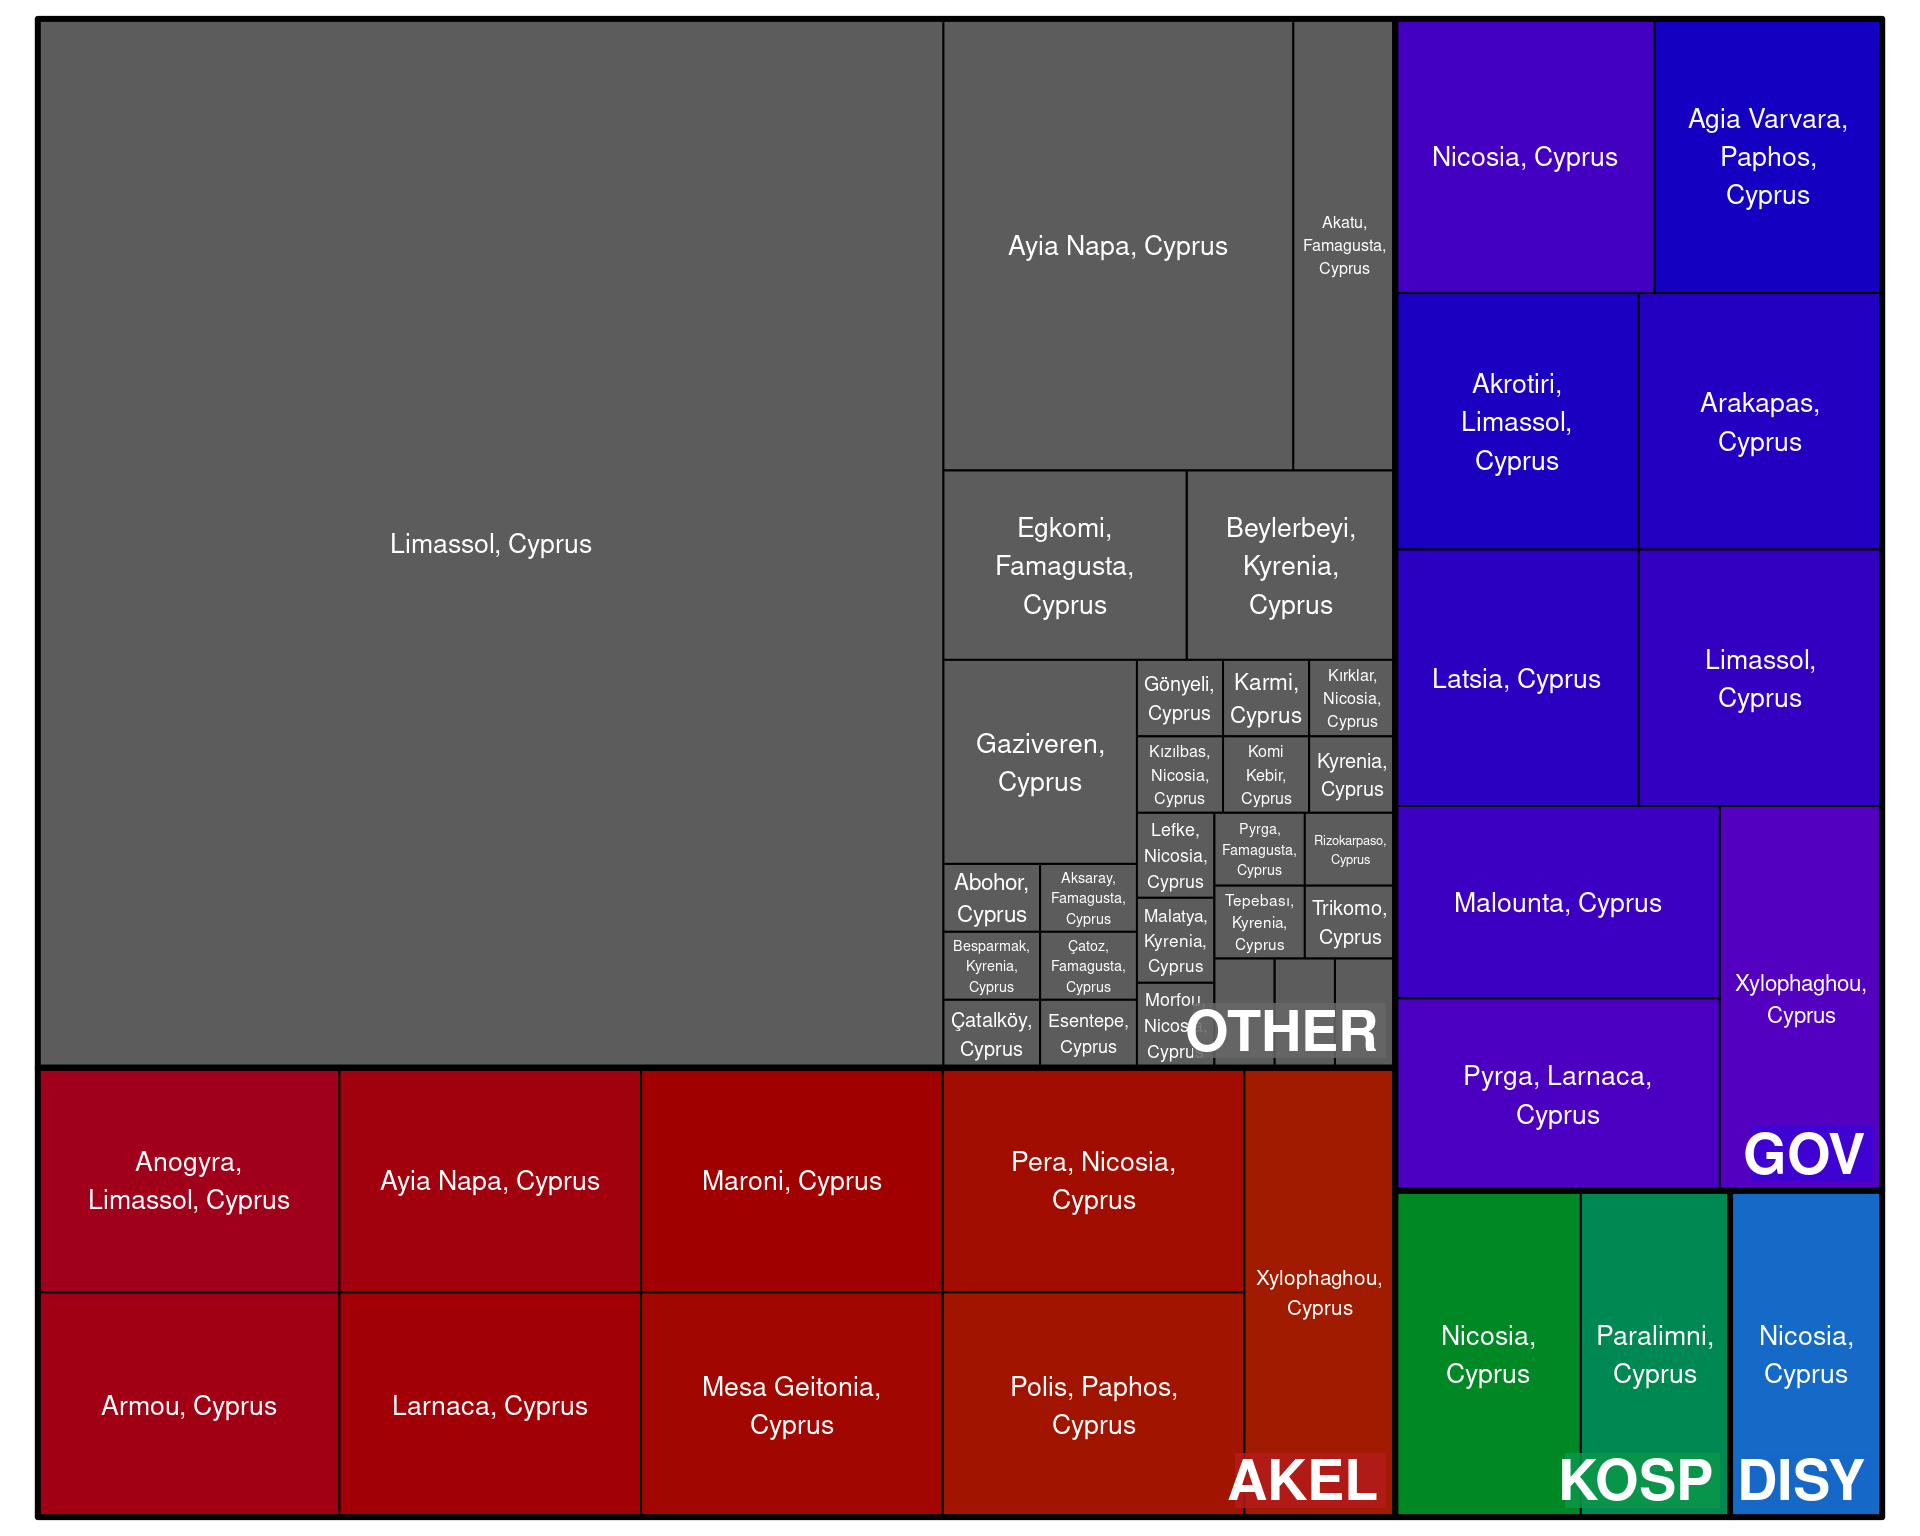 Limassol, Cyprus
Ayia Napa, Cyprus
Akatu,
Famagusta,
Cyprus
Egkomi,
Famagusta,
Cyprus
Beylerbeyi,
Kyrenia,
Cyprus
Gaziveren,
Cyprus
Gönyeli,
Cyprus
Karmi,
Cyprus
Kırklar,
Nicosia,
Cyprus
Kızılbas,
Nicosia,
Cyprus
Komi
Kebir,
Cyprus
Kyrenia,
Cyprus
Abohor,
Cyprus
Aksaray,
Famagusta,
Cyprus
Besparmak,
Kyrenia,
Cyprus
Çatoz,
Famagusta,
Cyprus
Çatalköy,
Cyprus
Esentepe,
Cyprus
Lefke,
Nicosia,
Cyprus
Malatya,
Kyrenia,
Cyprus
Morfou,
Nicosia,
Cyprus
Pyrga,
Famagusta,
Cyprus
Rizokarpaso,
Cyprus
Tepebası,
Kyrenia,
Cyprus
Trikomo,
Cyprus
OTHER
Anogyra,
Limassol, Cyprus
Ayia Napa, Cyprus
Maroni, Cyprus
Pera, Nicosia,
Cyprus
Armou, Cyprus
Larnaca, Cyprus
Mesa Geitonia,
Cyprus
Polis, Paphos,
Cyprus
Xylophaghou,
Cyprus
AKEL
Nicosia, Cyprus
Agia Varvara,
Paphos,
Cyprus
Akrotiri,
Limassol,
Cyprus
Arakapas,
Cyprus
Latsia, Cyprus
Limassol,
Cyprus
Malounta, Cyprus
Pyrga, Larnaca,
Cyprus
Xylophaghou,
Cyprus
GOV
Nicosia,
Cyprus
Paralimni,
Cyprus
KOSP
Nicosia,
Cyprus
DISY